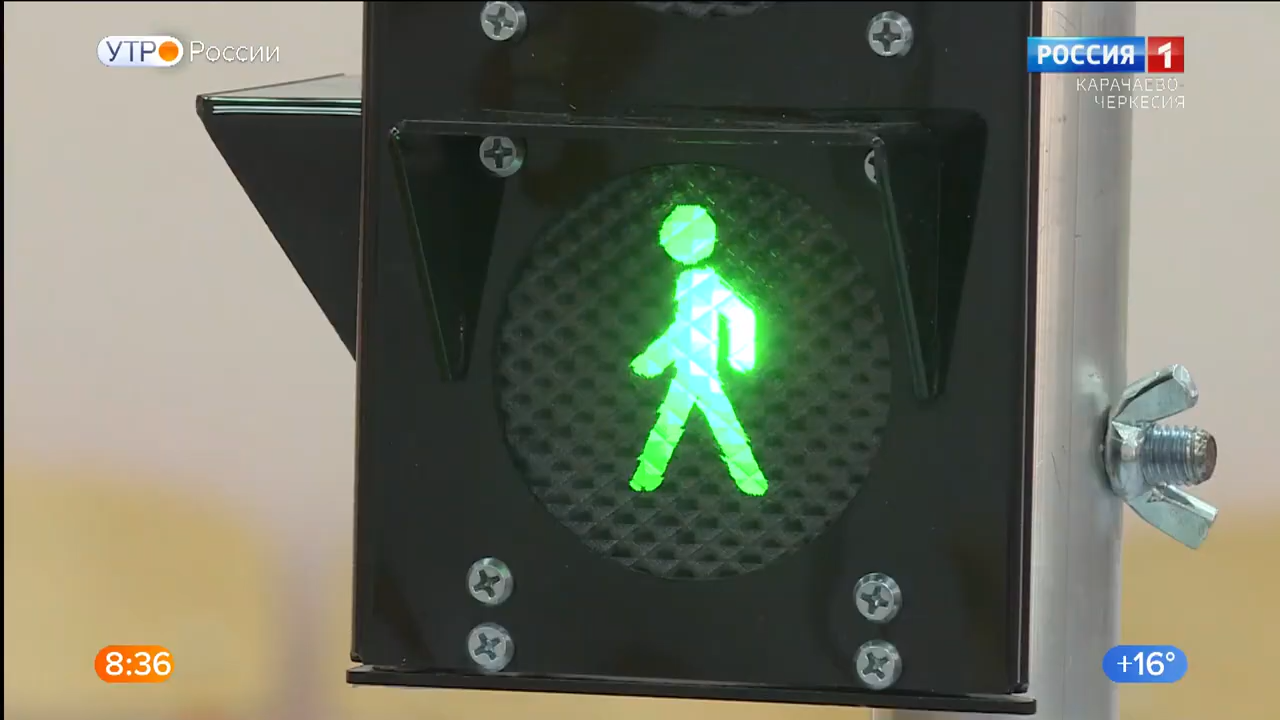 УТРО России
РОССИЯ 1
КАРАЧАЕВО-
ЧЕРКЕСИЯ
8:36
+16°